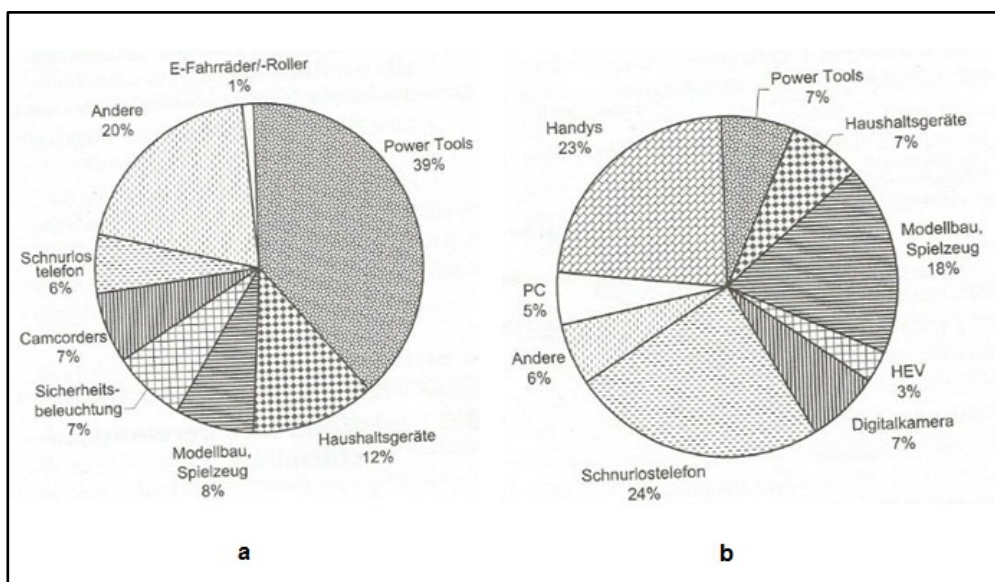 E-Fahrräder/-Roller
1%
Andere
20%
Power Tools
39%
Schnurlos
telefon
6%
Camcorders
7%
Sicherheits-
beleuchtung
7%
Modellbau,
Spielzeug
8%
Haushaltsgeräte
12%
a
Power Tools
7%
Handys
23%
Haushaltsgeräte
7%
Modellbau,
Spielzeug
18%
PC
5%
HEV
3%
Andere
6%
Digitalkamera
7%
Schnurlostelefon
24%
b